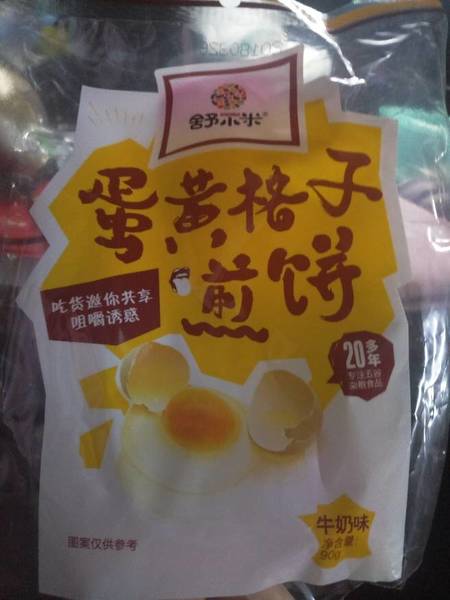 20180326
舒小米®
蛋黄格子
煎饼
吃货邀你共享
咀嚼诱惑
20多年
专注五谷
杂粮食品
牛奶味
净含量:
90g
图案仅供参考